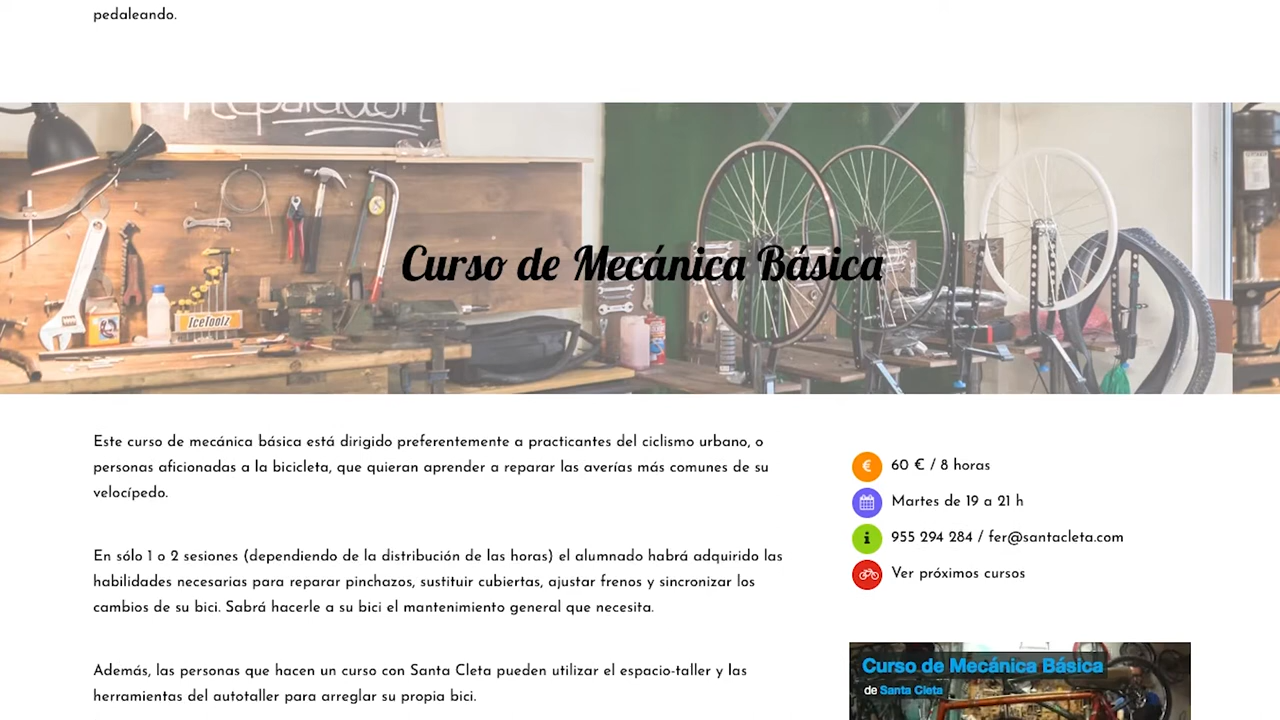 pedaleando.
Reparación
IceToolz
Curso de Mecánica Básica
Este curso de mecánica básica está dirigido preferentemente a practicantes del ciclismo urbano, o
personas aficionadas a la bicicleta, que quieran aprender a reparar las averías más comunes de su
velocípedo.
En sólo 1 o 2 sesiones (dependiendo de la distribución de las horas) el alumnado habrá adquirido las
habilidades necesarias para reparar pinchazos, sustituir cubiertas, ajustar frenos y sincronizar los
cambios de su bici. Sabrá hacerle a su bici el mantenimiento general que necesita.
Además, las personas que hacen un curso con Santa Cleta pueden utilizar el espacio-taller y las
herramientas del autotaller para arreglar su propia bici.
60 € / 8 horas
Martes de 19 a 21 h
955 294 284 / fer@santacleta.com
Ver próximos cursos
Curso de Mecánica Básica
de Santa Cleta